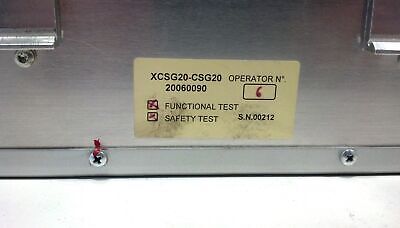 XCSG20-CSG20 OPERATOR N°.
20060090 6
FUNCTIONAL TEST
SAFETY TEST S.N.00212